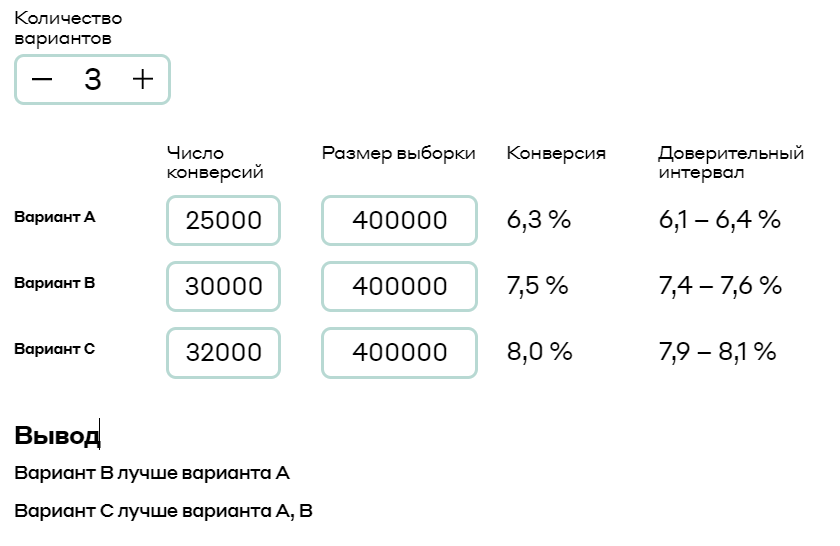 Количество
вариантов
− 3 +
Число
конверсий
Размер выборки
Конверсия
Доверительный
интервал
Вариант A 25000 400000 6,3 % 6,1 – 6,4 %
Вариант B 30000 400000 7,5 % 7,4 – 7,6 %
Вариант C 32000 400000 8,0 % 7,9 – 8,1 %
Вывод
Вариант B лучше варианта A
Вариант C лучше варианта A, B